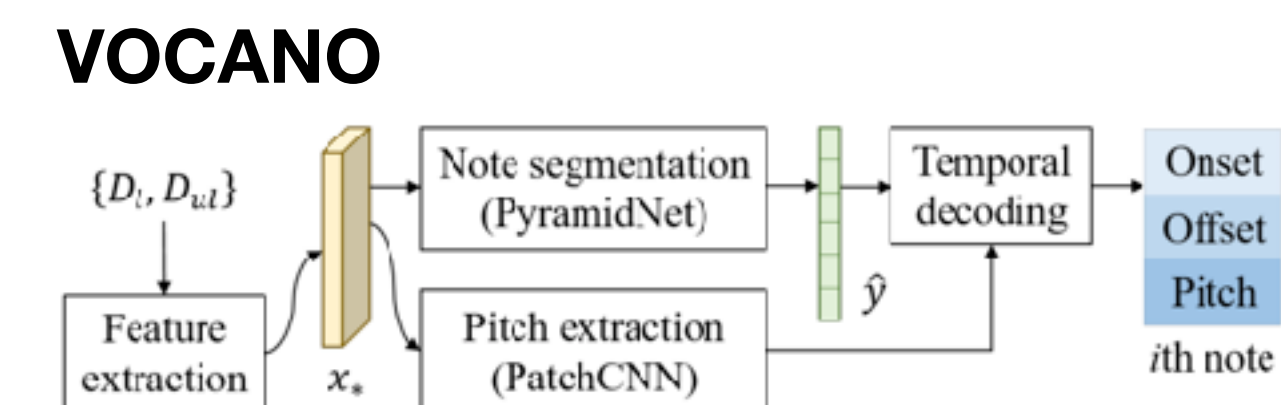 VOCANO
{D_l, D_ul}
Feature
extraction
x_*
Note segmentation
(PyramidNet)
Pitch extraction
(PatchCNN)
ŷ
Temporal
decoding
Onset
Offset
Pitch
ith note